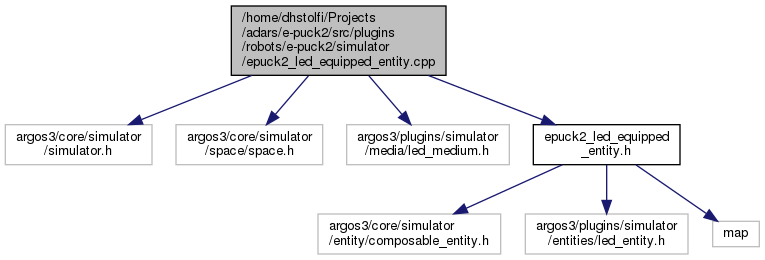 /home/dhstolfi/Projects
/adars/e-puck2/src/plugins
/robots/e-puck2/simulator
/epuck2_led_equipped_entity.cpp
argos3/core/simulator
/simulator.h
argos3/core/simulator
/space/space.h
argos3/plugins/simulator
/media/led_medium.h
epuck2_led_equipped
_entity.h
argos3/core/simulator
/entity/composable_entity.h
argos3/plugins/simulator
/entities/led_entity.h
map